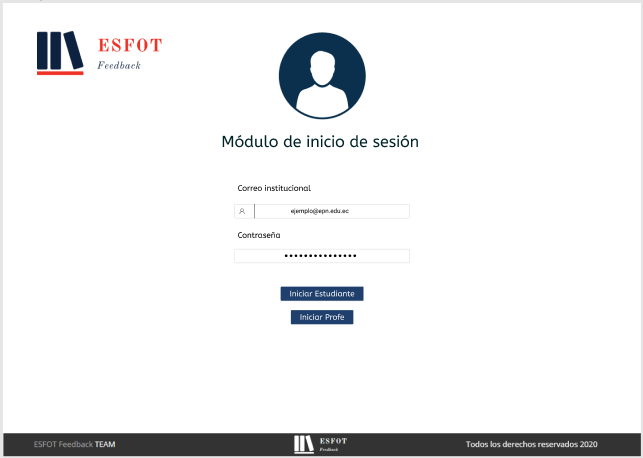 ESFOT
Feedback
Módulo de inicio de sesión
Correo institucional
ejemplo@epn.edu.ec
Contraseña
•••••••••••••••
Iniciar Estudiante
Iniciar Profe
ESFOT Feedback TEAM
ESFOT
Feedback
Todos los derechos reservados 2020